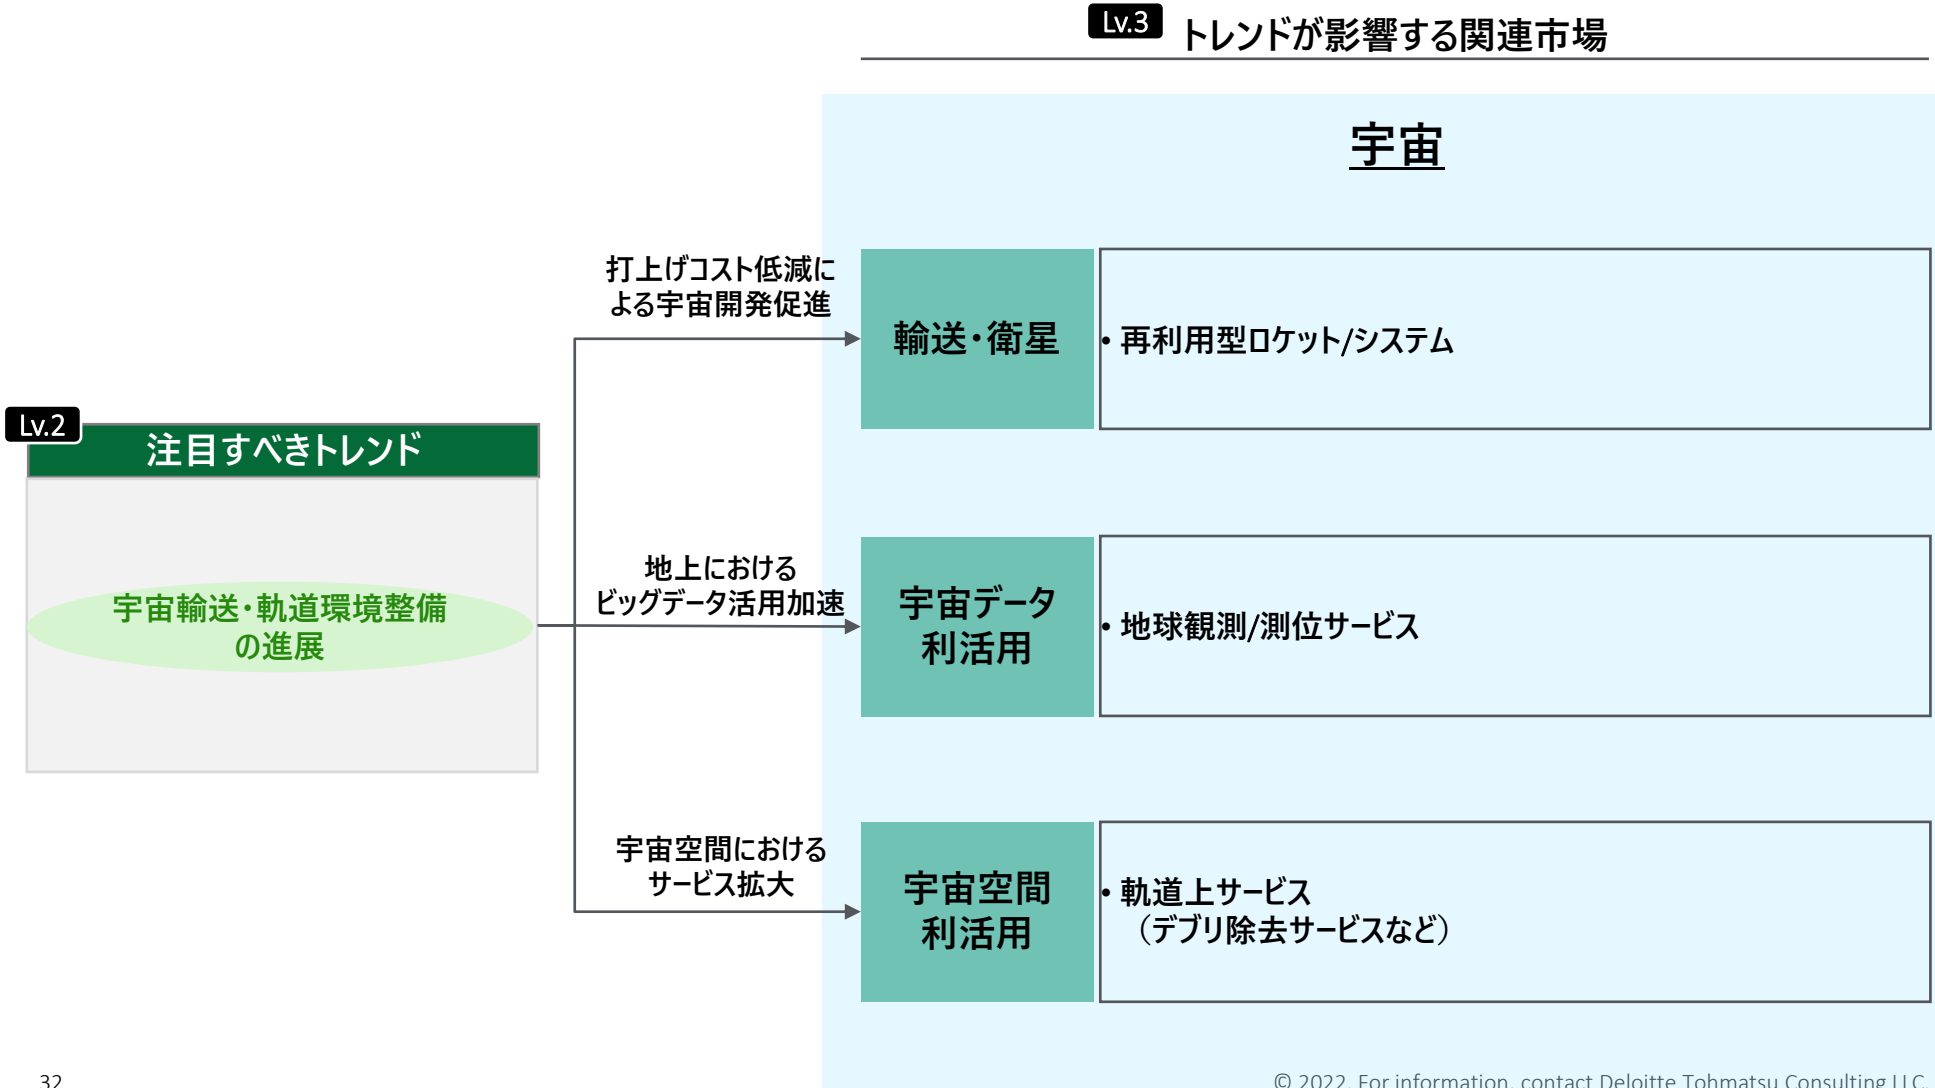 Lv.3 トレンドが影響する関連市場
宇宙
打上げコスト低減に
よる宇宙開発促進
輸送・衛星
• 再利用型ロケット/システム
Lv.2
注目すべきトレンド
宇宙輸送・軌道環境整備
の進展
地上における
ビッグデータ活用加速
宇宙データ
利活用
• 地球観測/測位サービス
宇宙空間における
サービス拡大
宇宙空間
利活用
• 軌道上サービス
（デブリ除去サービスなど）
32
© 2022. For information, contact Deloitte Tohmatsu Consulting LLC.